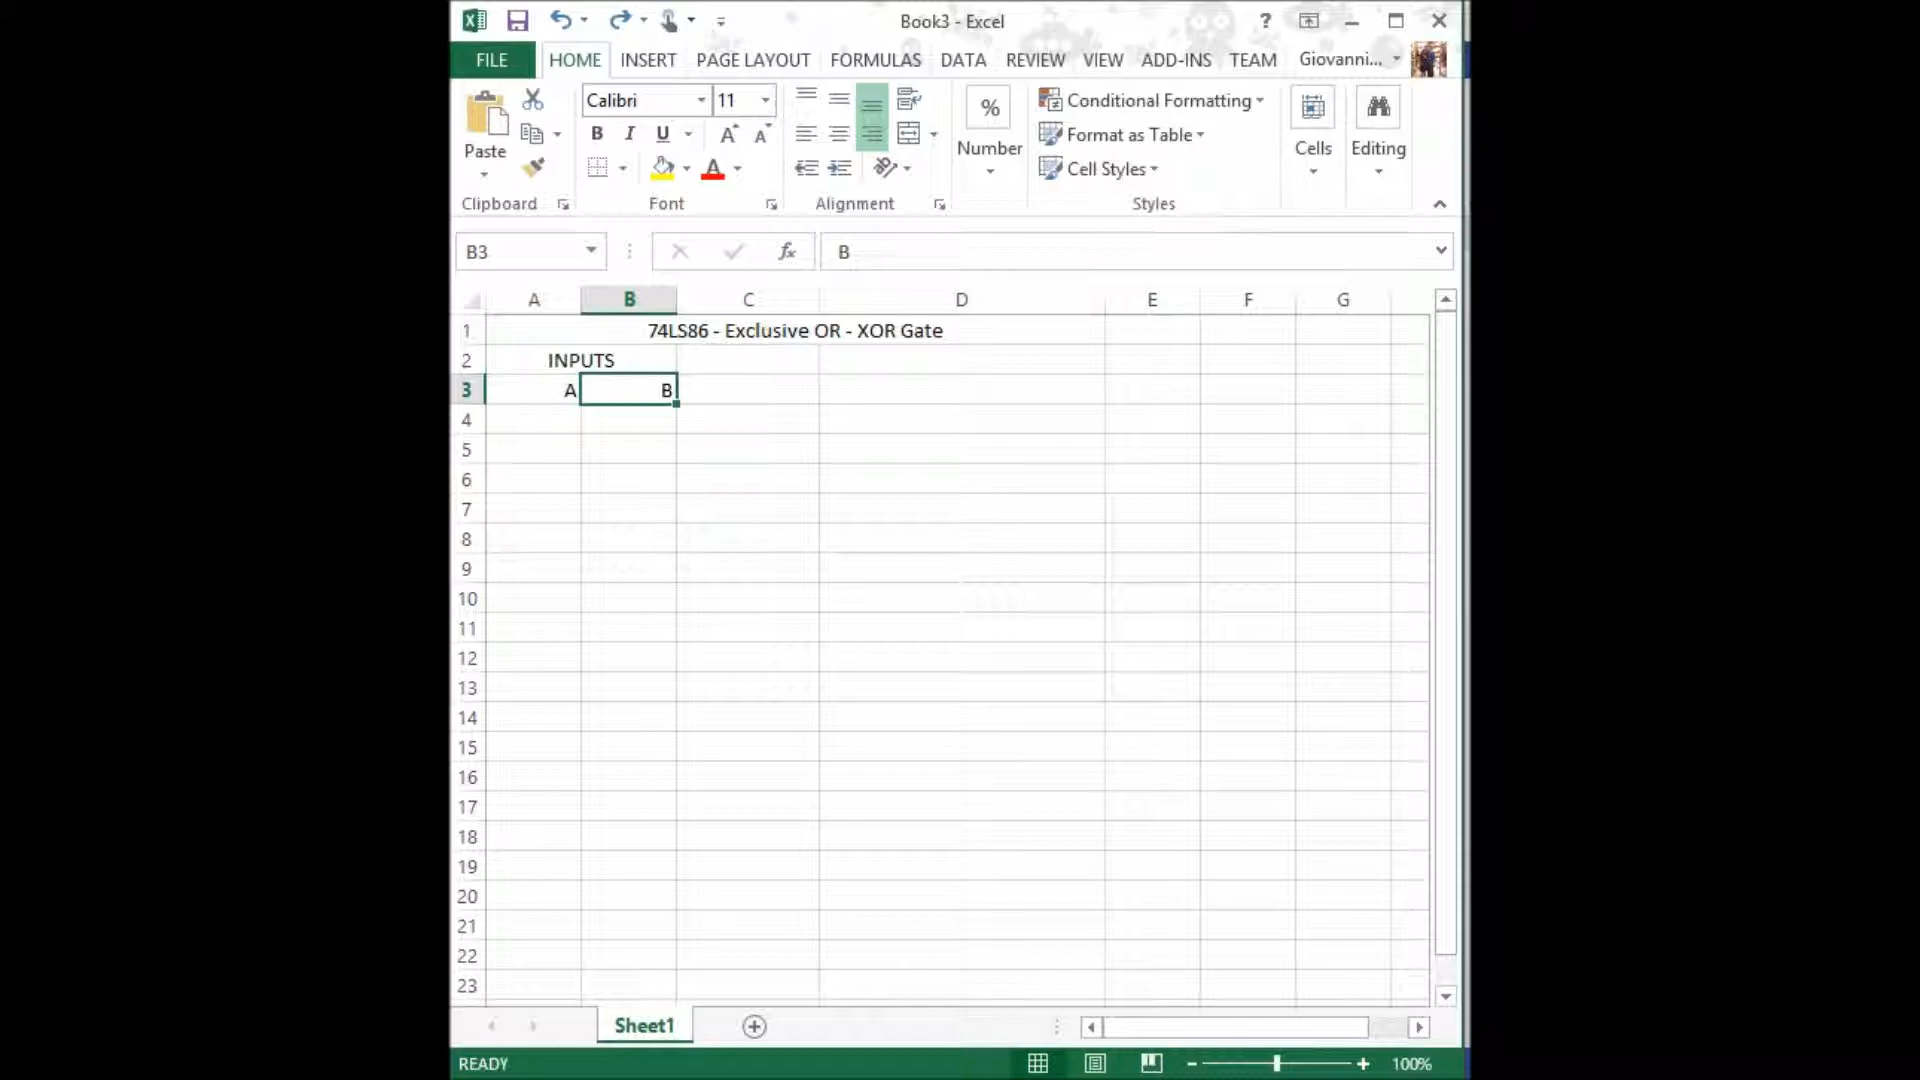 Book3 - Excel
?
FILE HOME INSERT PAGE LAYOUT FORMULAS DATA REVIEW VIEW ADD-INS TEAM Giovanni...
Calibri 11
Paste
B I U A A
A
%
Number
Conditional Formatting
Format as Table
Cell Styles
Cells
Editing
Clipboard Font Alignment Styles
B3 fx B
A B C D E F G
1 74LS86 - Exclusive OR - XOR Gate
2 INPUTS
3 A B
4
5
6
7
8
9
10
11
12
13
14
15
16
17
18
19
20
21
22
23
Sheet1
READY 100%